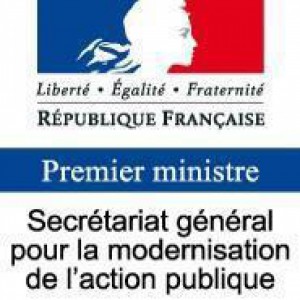 Liberté • Égalité • Fraternité
RÉPUBLIQUE FRANÇAISE
Premier ministre
Secrétariat général
pour la modernisation
de l'action publique